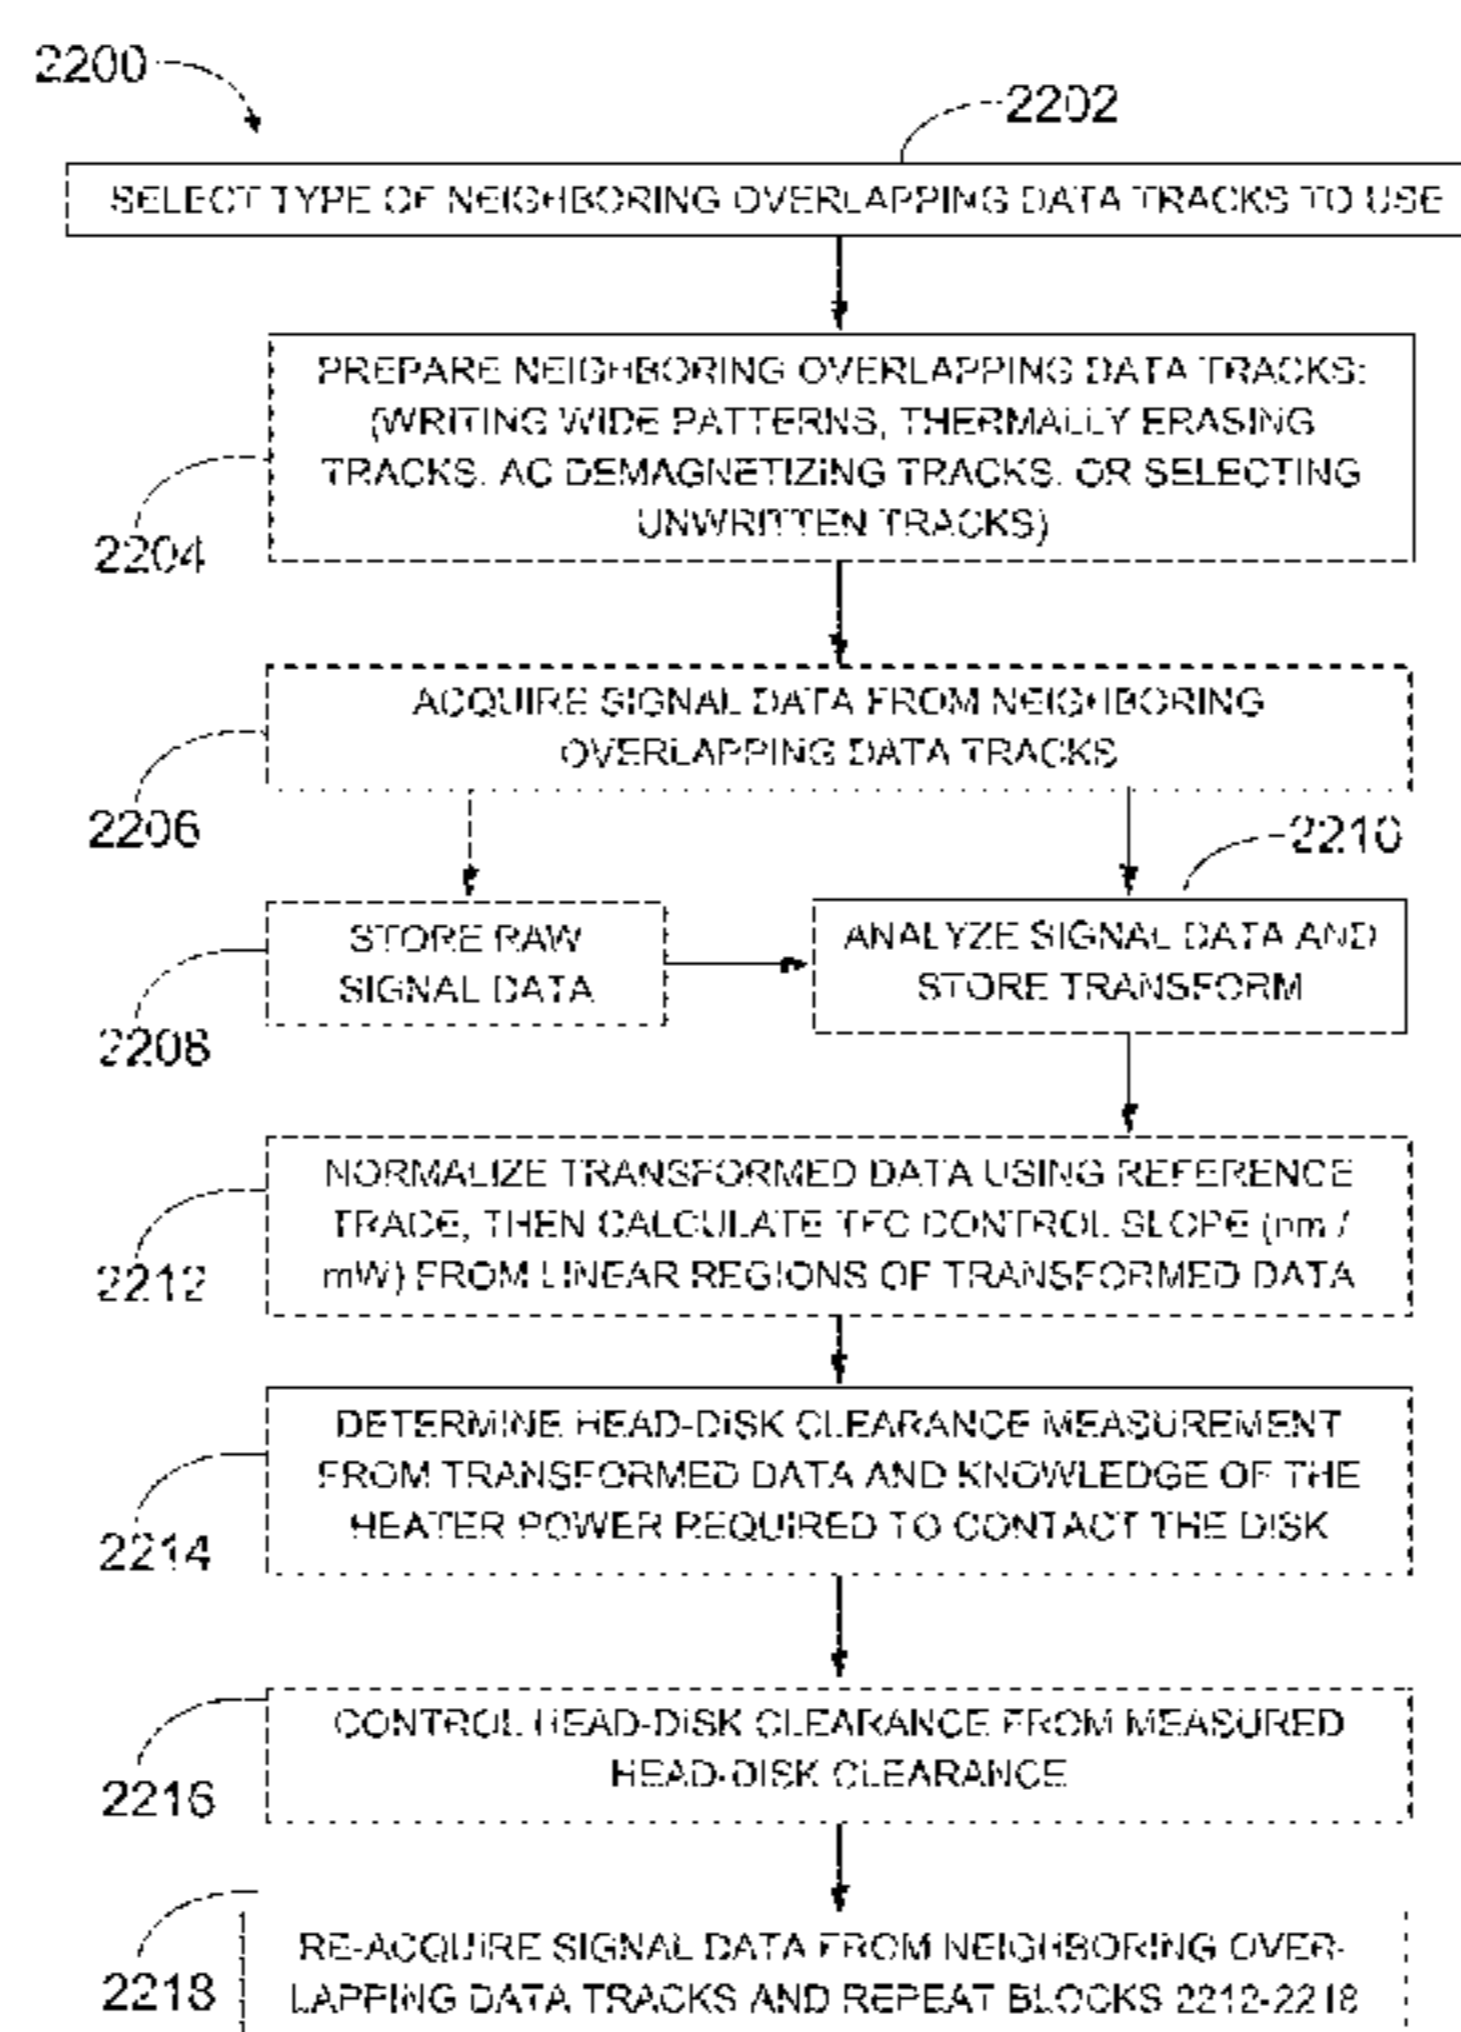 2200
2202
SELECT TYPE OF NEIGHBORING OVERLAPPING DATA TRACKS TO USE
PREPARE NEIGHBORING OVERLAPPING DATA TRACKS:
(WRITING WIDE PATTERNS, THERMALLY ERASING
TRACKS, AC DEMAGNETIZING TRACKS, OR SELECTING
UNWRITTEN TRACKS)
2204
ACQUIRE SIGNAL DATA FROM NEIGHBORING
OVERLAPPING DATA TRACKS
2206
2210
STORE RAW
SIGNAL DATA
2208
ANALYZE SIGNAL DATA AND
STORE TRANSFORM
NORMALIZE TRANSFORMED DATA USING REFERENCE
TRACE, THEN CALCULATE TFC CONTROL SLOPE (nm /
mW) FROM LINEAR REGIONS OF TRANSFORMED DATA
2212
DETERMINE HEAD-DISK CLEARANCE MEASUREMENT
FROM TRANSFORMED DATA AND KNOWLEDGE OF THE
HEATER POWER REQUIRED TO CONTACT THE DISK
2214
CONTROL HEAD-DISK CLEARANCE FROM MEASURED
HEAD-DISK CLEARANCE
2216
RE-ACQUIRE SIGNAL DATA FROM NEIGHBORING OVER-
LAPPING DATA TRACKS AND REPEAT BLOCKS 2212-2218
2218